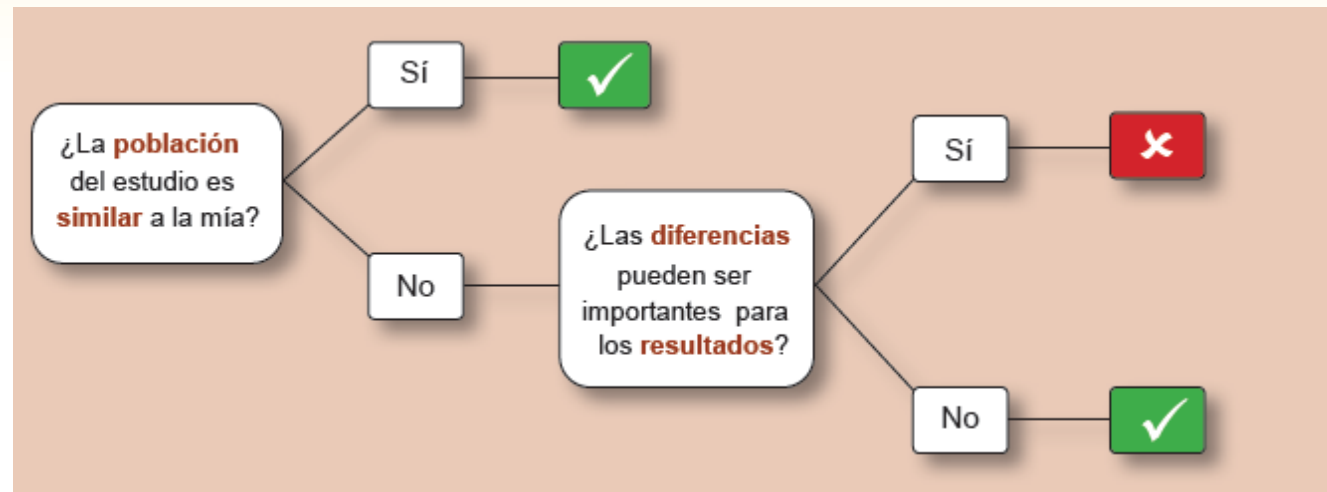 ¿La población
del estudio es
similar a la mía?
Sí
No
¿Las diferencias
pueden ser
importantes para
los resultados?
Sí
No